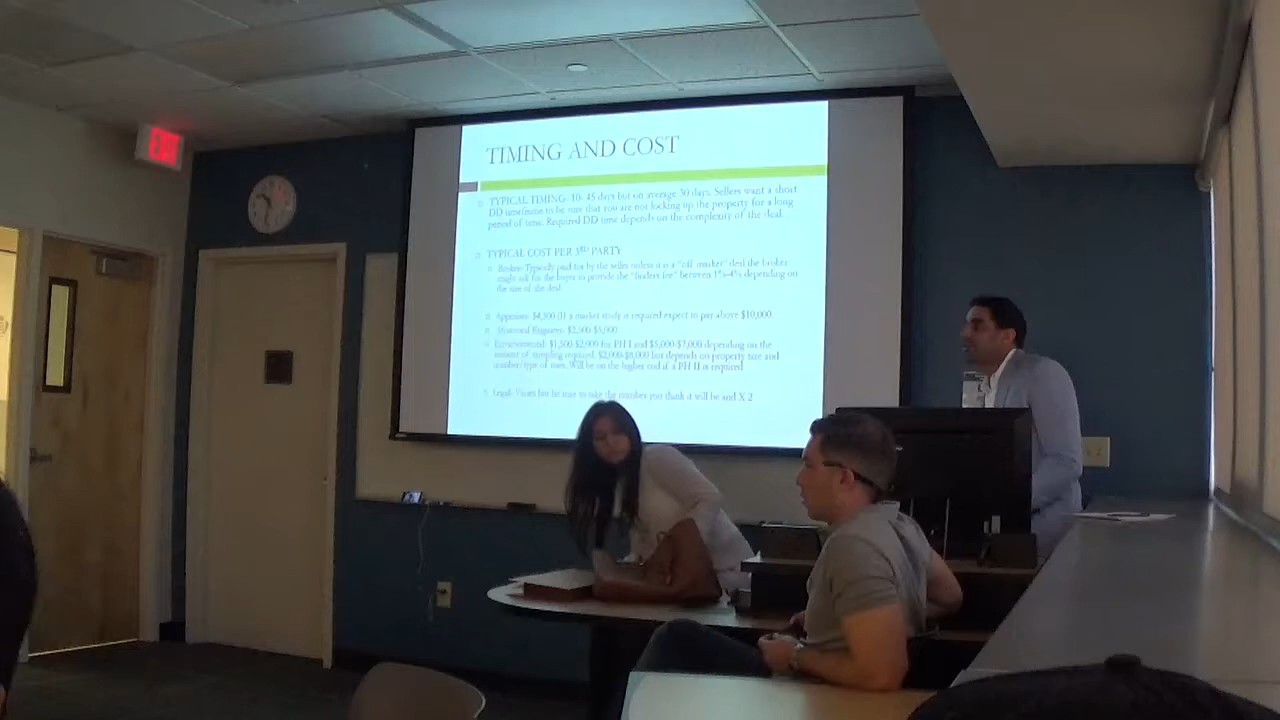 EXIT
TIMING AND COST
TYPICAL TIMING- 10- 45 days but on average 30 days. Sellers want a short
DD timeframe to be sure that you are not locking up the property for a long
period of time. Required DD time depends on the complexity of the deal.
TYPICAL COST PER 3RD PARTY
Broker: Typically paid for by the seller unless it is a "off market" deal the broker
might ask for the buyer to provide the "finders fee" between 1%-4% depending on
the size of the deal
Appraiser: $4,500 (If a market study is required expect to pay above $10,000
Structural Engineer: $2,500-$5,000
Environmental: $1,500-$2,000 for PH I and $5,000-$7,000 depending on the
amount of sampling required. $2,000-$8,000 but depends on property size and
number/type of uses. Will be on the higher end if a PH II is required
Legal- Varies but be sure to take the number you think it will be and X 2